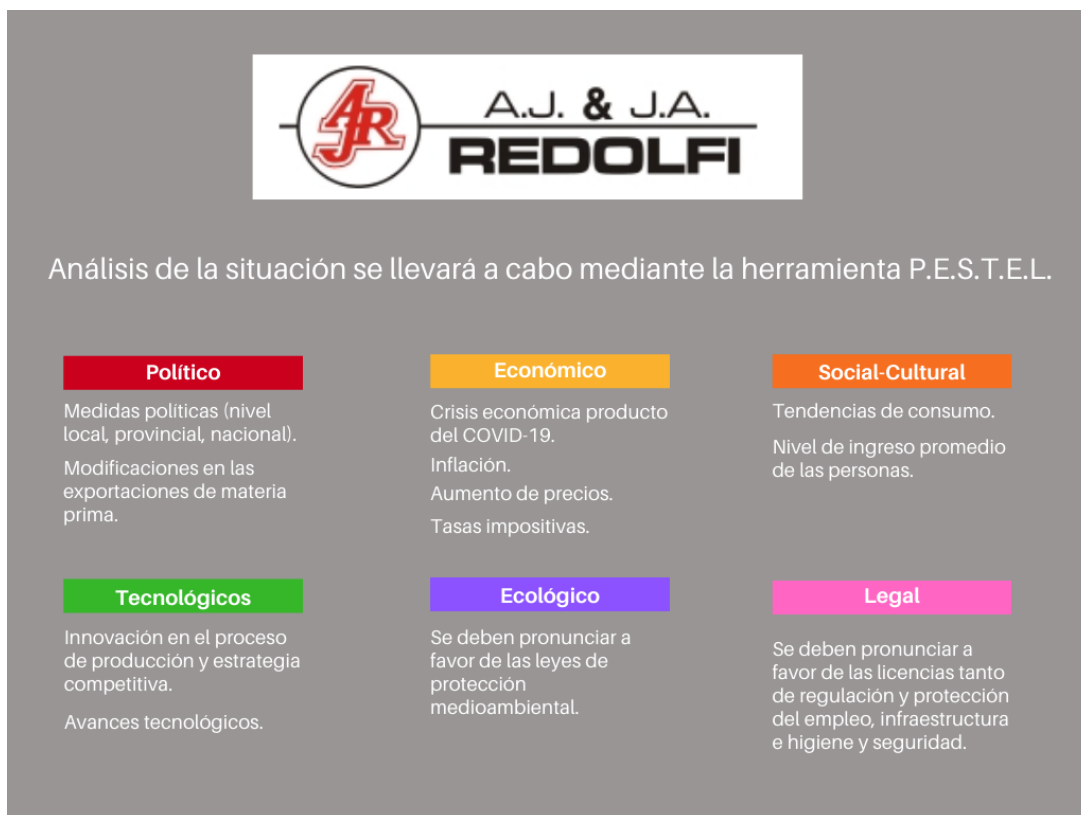 AJR
A.J. & J.A.
REDOLFI
Análisis de la situación se llevará a cabo mediante la herramienta P.E.S.T.E.L.
Político
Medidas políticas (nivel
local, provincial, nacional).
Modificaciones en las
exportaciones de materia
prima.
Económico
Crisis económica producto
del COVID-19.
Inflación.
Aumento de precios.
Tasas impositivas.
Social-Cultural
Tendencias de consumo.
Nivel de ingreso promedio
de las personas.
Tecnológicos
Innovación en el proceso
de producción y estrategia
competitiva.
Avances tecnológicos.
Ecológico
Se deben pronunciar a
favor de las leyes de
protección
medioambiental.
Legal
Se deben pronunciar a
favor de las licencias tanto
de regulación y protección
del empleo, infraestructura
e higiene y seguridad.